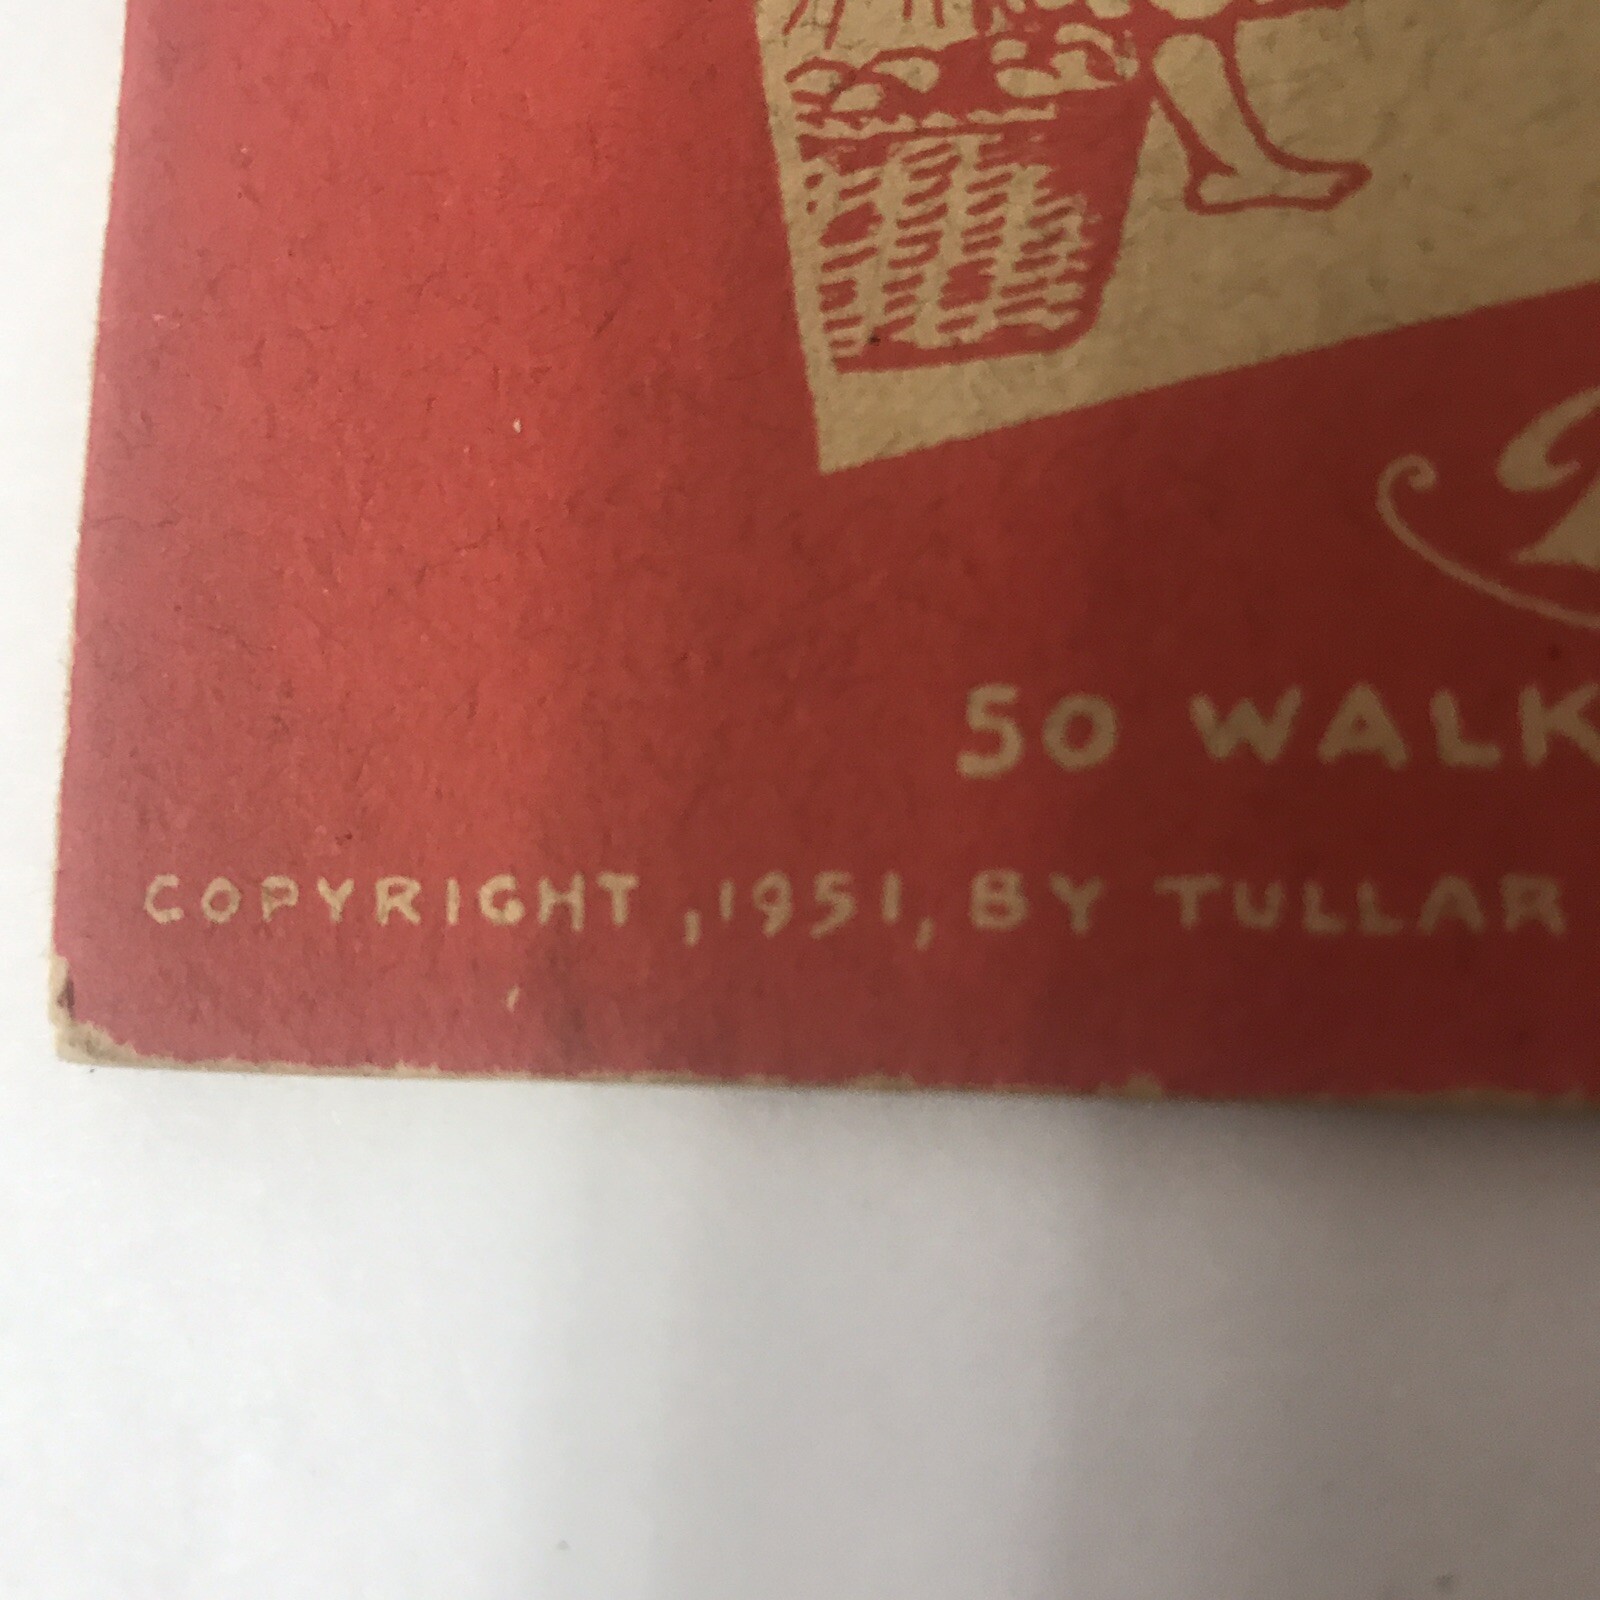 50 WALK
COPYRIGHT, 1951, BY TULLAR